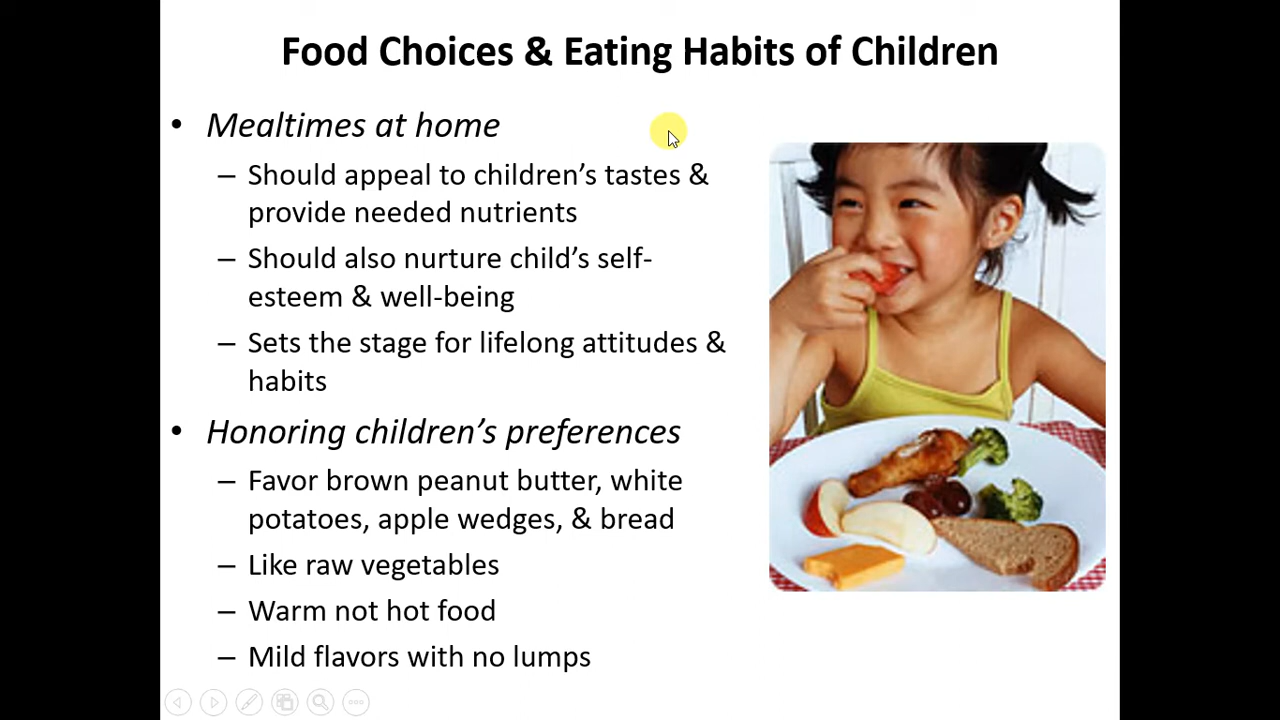 Food Choices & Eating Habits of Children
• Mealtimes at home
– Should appeal to children’s tastes &
provide needed nutrients
– Should also nurture child’s self-
esteem & well-being
– Sets the stage for lifelong attitudes &
habits
• Honoring children’s preferences
– Favor brown peanut butter, white
potatoes, apple wedges, & bread
– Like raw vegetables
– Warm not hot food
– Mild flavors with no lumps